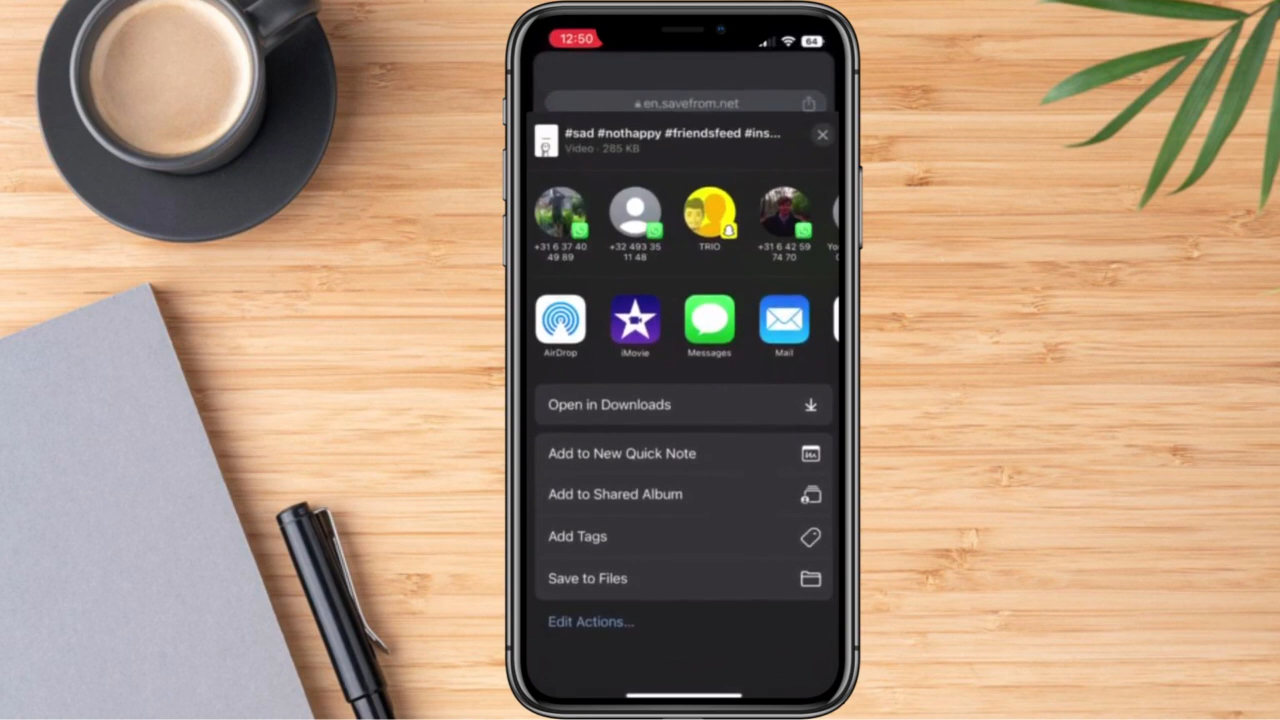 12:50
64
en.savefrom.net
#sad #nothappy #friendsfeed #ins...
Video · 285 KB
+31 6 37 40
49 89
+32 493 35
11 48
TRIO
+31 6 42 59
74 70
Yo
AirDrop
iMovie
Messages
Mail
Open in Downloads
Add to New Quick Note
Add to Shared Album
Add Tags
Save to Files
Edit Actions...